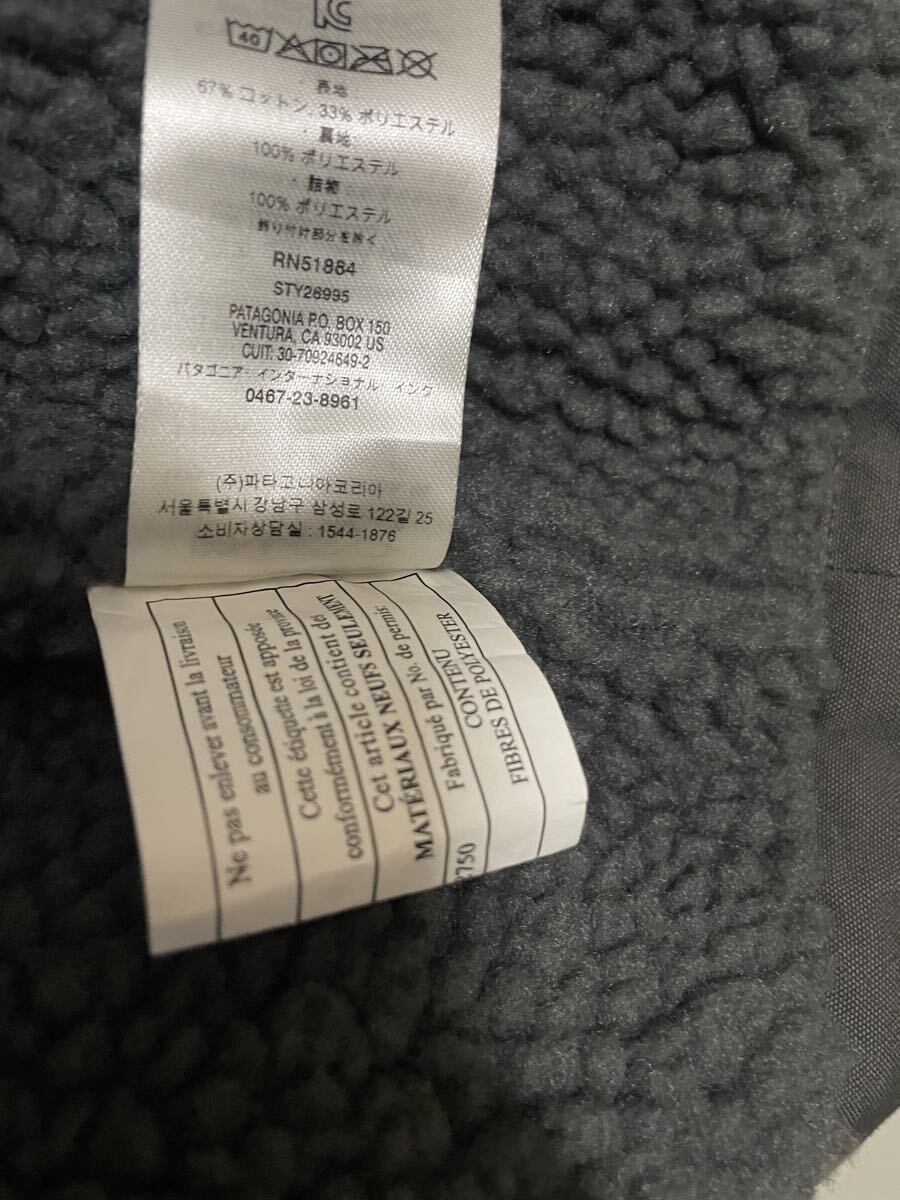 40
表地:
67% コットン, 33% ポリエステル
・裏地:
100% ポリエステル
・詰物:
100% ポリエステル
飾り付け部分を除く
RN51884
STY26995
PATAGONIA P.O. BOX 150
VENTURA, CA 93002 US
CUIT: 30-70924649-2
パタゴニア・インターナショナル・インク
0467-23-8961
(주)파타고니아코리아
서울특별시 강남구 삼성로 122길 25
소비자상담실 : 1544-1876
Ne pas enlever avant la livraison
au consommateur
Cette étiquette est apposée
conformément à la loi de la provine
Cet article contient de
MATÉRIAUX NEUFS SEULEMENT
Fabriqué par No. de permis:
2750
CONTENU
FIBRES DE POLYESTER